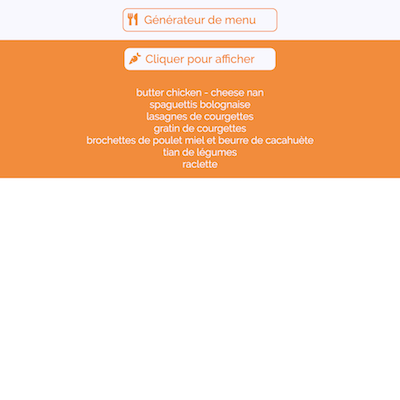 Générateur de menu
Cliquer pour afficher
butter chicken - cheese nan
spaguettis bolognaise
lasagnes de courgettes
gratin de courgettes
brochettes de poulet miel et beurre de cacahuète
tian de légumes
raclette